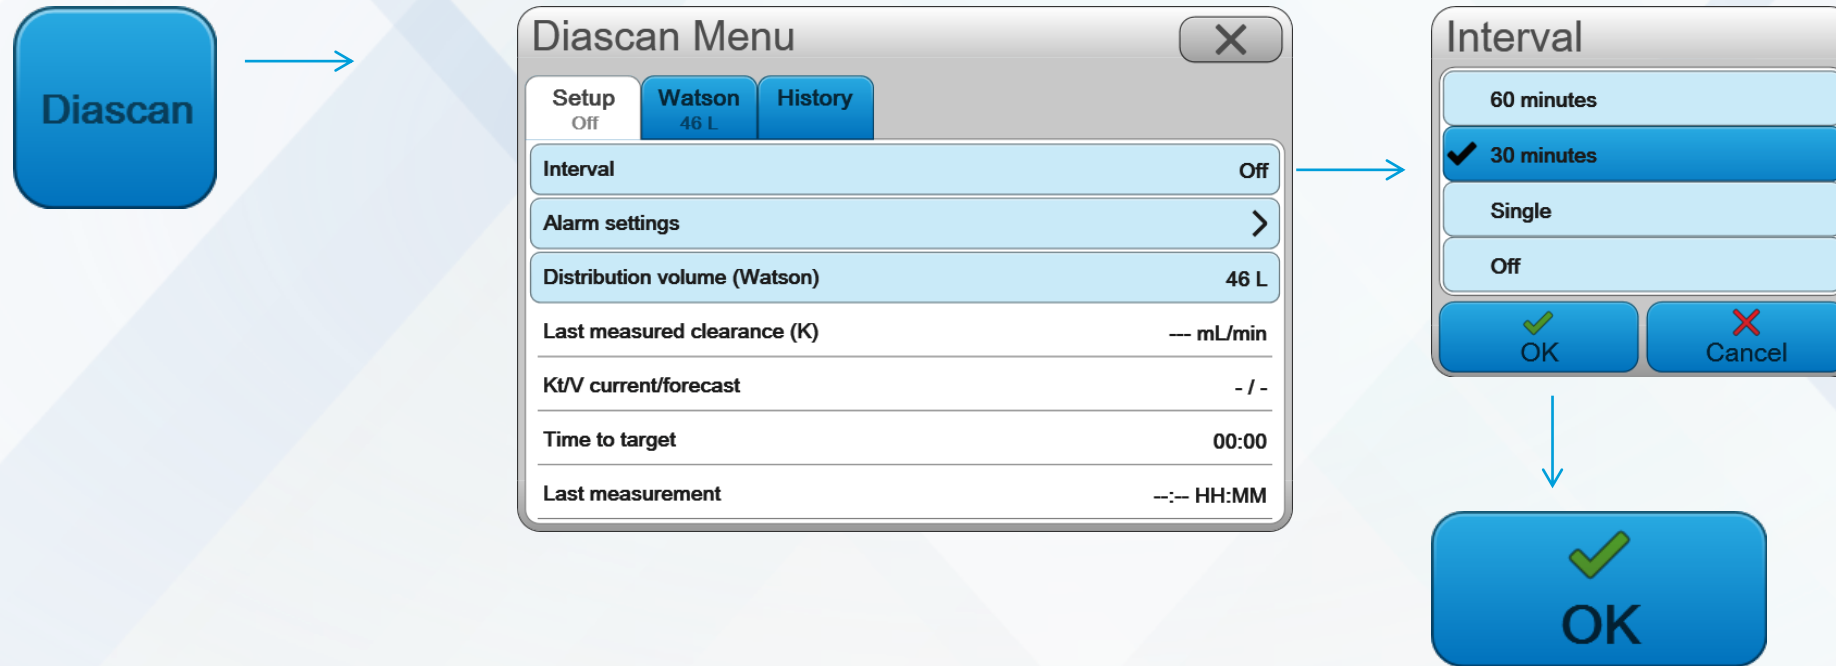 Diascan
Diascan Menu
Setup
Off
Watson
46 L
History
Interval Off
Alarm settings
Distribution volume (Watson) 46 L
Last measured clearance (K) --- mL/min
Kt/V current/forecast - / -
Time to target 00:00
Last measurement --:-- HH:MM
Interval
60 minutes
30 minutes
Single
Off
OK
Cancel
OK